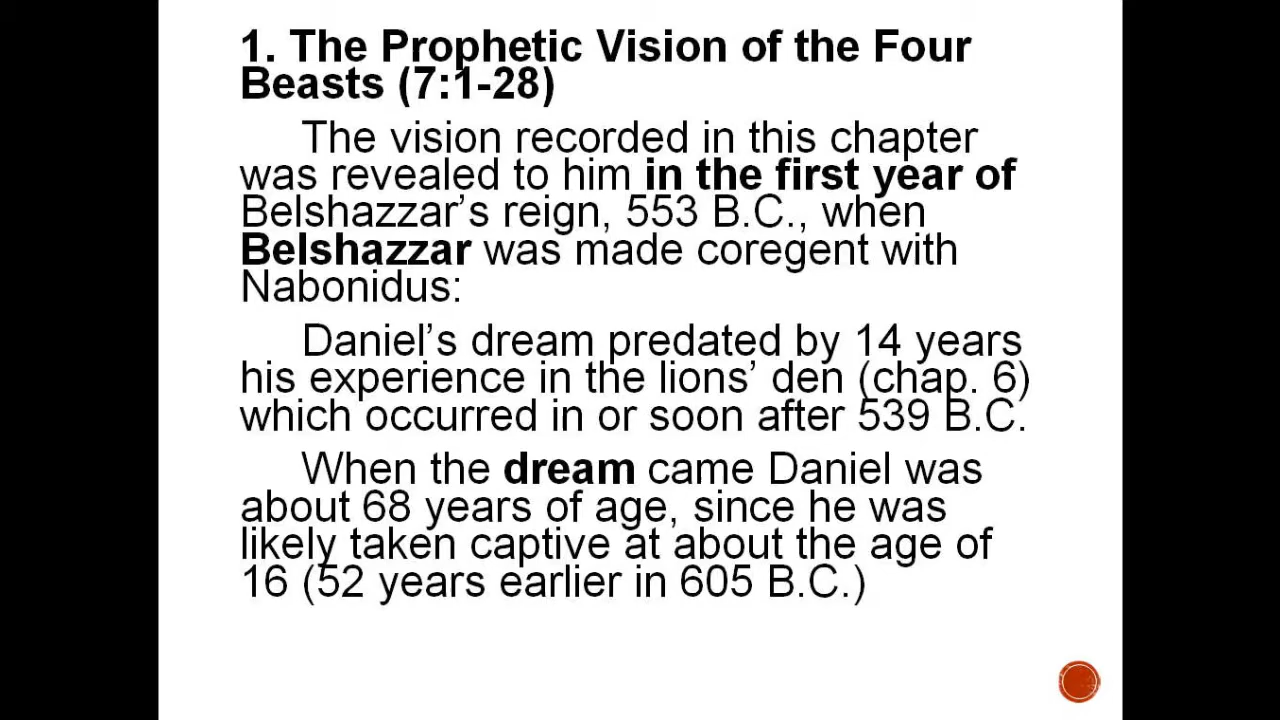 1. The Prophetic Vision of the Four
Beasts (7:1-28)
The vision recorded in this chapter
was revealed to him in the first year of
Belshazzar’s reign, 553 B.C., when
Belshazzar was made coregent with
Nabonidus:
Daniel’s dream predated by 14 years
his experience in the lions’ den (chap. 6)
which occurred in or soon after 539 B.C.
When the dream came Daniel was
about 68 years of age, since he was
likely taken captive at about the age of
16 (52 years earlier in 605 B.C.)